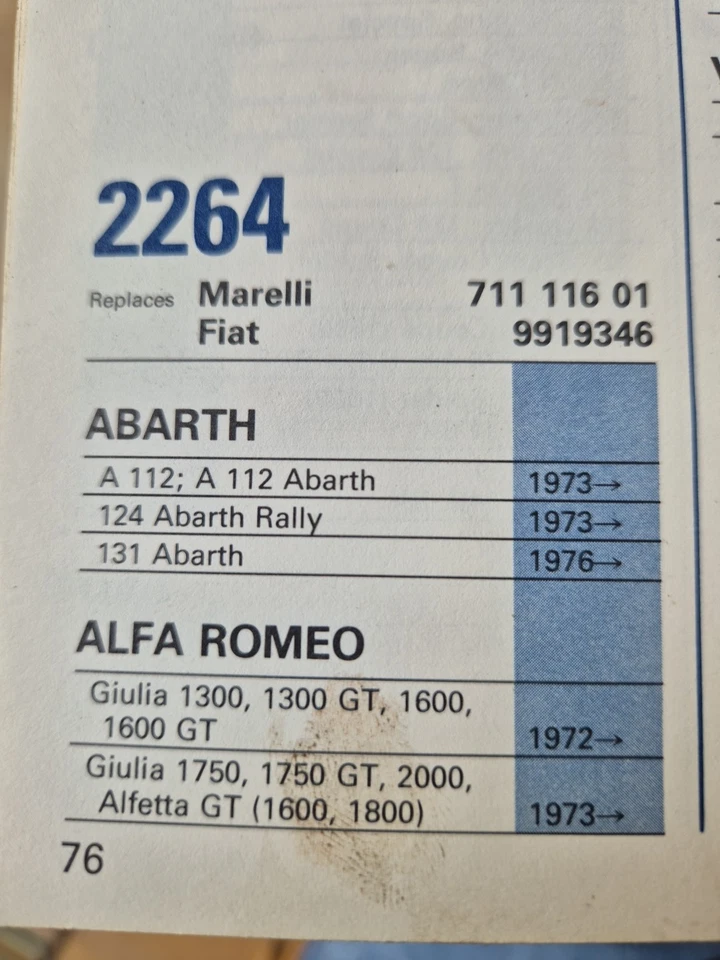 2264
Replaces Marelli 711 116 01
Fiat 9919346
ABARTH
A 112; A 112 Abarth 1973→
124 Abarth Rally 1973→
131 Abarth 1976→
ALFA ROMEO
Giulia 1300, 1300 GT, 1600,
1600 GT 1972→
Giulia 1750, 1750 GT, 2000,
Alfetta GT (1600, 1800) 1973→
76